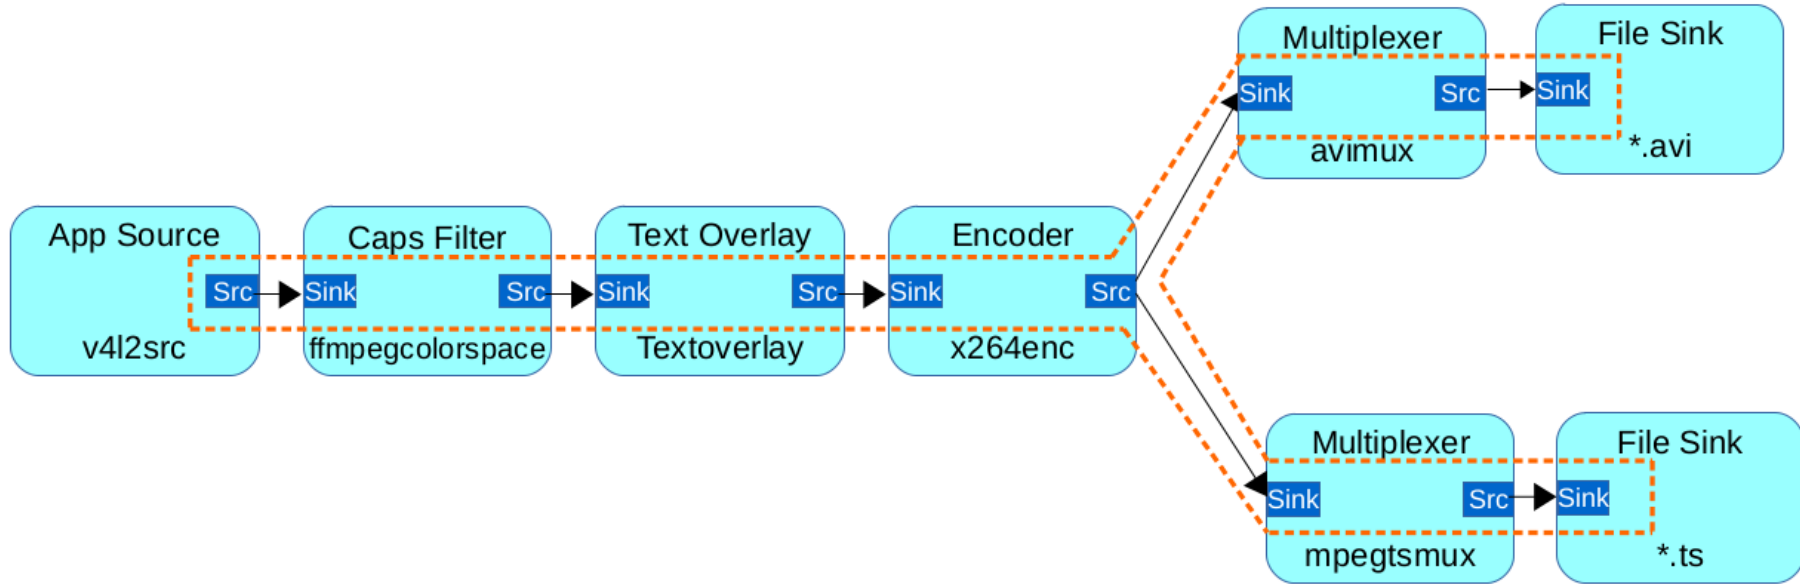 App Source
Src
v4l2src
Caps Filter
Sink
Src
ffmpegcolorspace
Text Overlay
Sink
Src
Textoverlay
Encoder
Sink
Src
x264enc
Multiplexer
Sink
Src
avimux
File Sink
Sink
*.avi
Multiplexer
Sink
Src
mpegtsmux
File Sink
Sink
*.ts